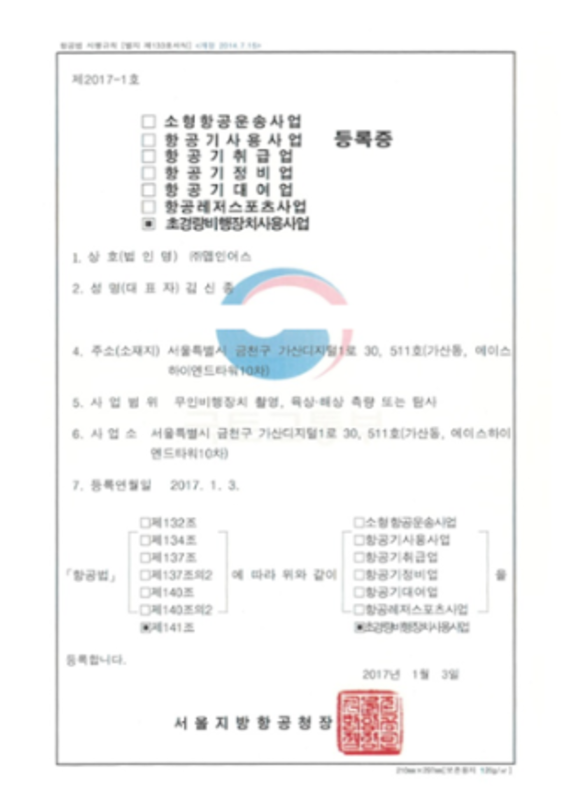 항공법 시행규칙 [별지 제133호서식] <개정 2014.7.15>
제2017-1호
□ 소형항공운송사업
□ 항공기사용사업 등록증
□ 항공기취급업
□ 항공기정비업
□ 항공기대여업
□ 항공레저스포츠사업
▣ 초경량비행장치사용사업
1. 상 호(법 인 명) ㈜맵인어스
2. 성 명(대 표 자) 김 신 종
4. 주소(소재지) 서울특별시 금천구 가산디지털1로 30, 511호(가산동, 에이스
하이엔드타워10차)
5. 사 업 범 위 무인비행장치 촬영, 육상·해상 측량 또는 탐사
6. 사 업 소 서울특별시 금천구 가산디지털1로 30, 511호(가산동, 에이스하이
엔드타워10차)
7. 등록연월일 2017. 1. 3.
□제132조 □소형항공운송사업
□제134조 □항공기사용사업
□제137조 □항공기취급업
「항공법」 □제137조의2 에 따라 위와 같이 □항공기정비업 을
□제140조 □항공기대여업
□제140조의2 □항공레저스포츠사업
▣제141조 ▣초경량비행장치사용사업
등록합니다.
2017년 1월 3일
서울지방항공청장
국토교통부